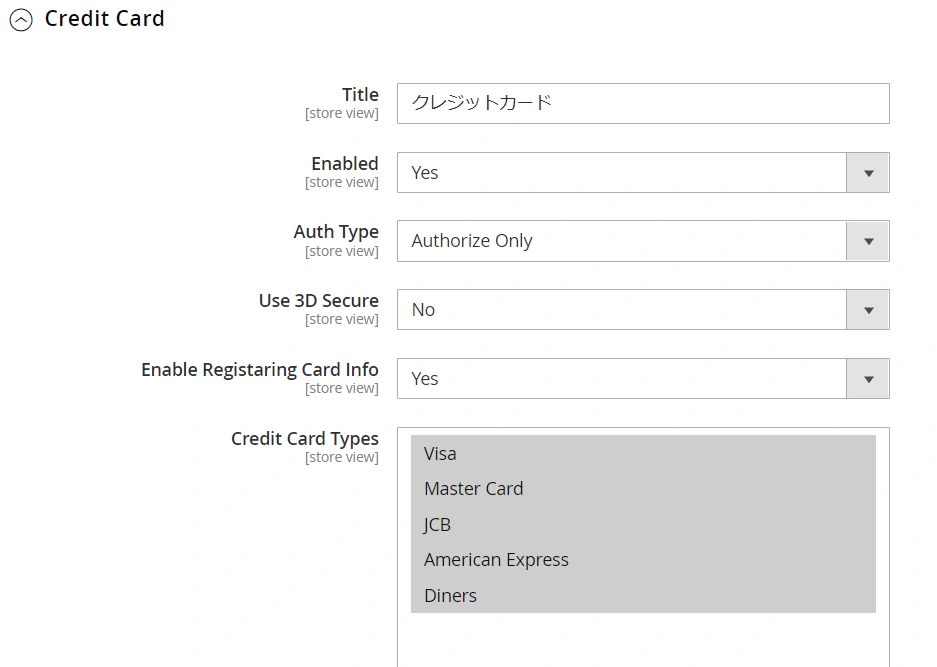 Credit Card
Title
[store view]
クレジットカード
Enabled
[store view]
Yes
Auth Type
[store view]
Authorize Only
Use 3D Secure
[store view]
No
Enable Registaring Card Info
[store view]
Yes
Credit Card Types
[store view]
Visa
Master Card
JCB
American Express
Diners